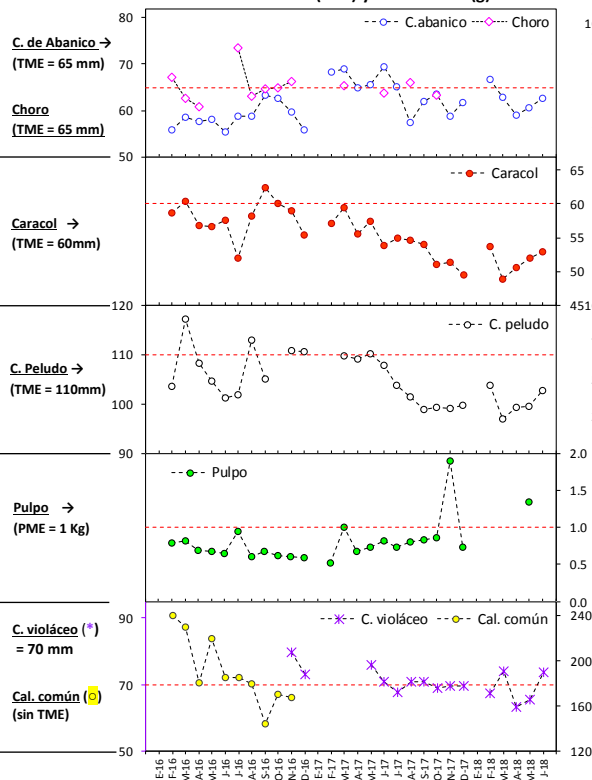 80
C.abanico
Choro
1
C. de Abanico →
(TME = 65 mm)
70
Choro
(TME = 65 mm)
60
50
Caracol
65
60
55
50
451
Caracol →
(TME = 60mm)
120
C. peludo
110
C. Peludo →
(TME = 110mm)
100
90
Pulpo
2.0
1.5
1.0
0.5
0.0
Pulpo →
(PME = 1 Kg)
C. violáceo
Cal. común
C. violáceo (*)
= 70 mm
Cal. común (o)
(sin TME)
90
70
50
240
200
160
120
E-16
F-16
M-16
A-16
M-16
J-16
J-16
A-16
S-16
O-16
N-16
D-16
E-17
F-17
M-17
A-17
M-17
J-17
J-17
A-17
S-17
O-17
N-17
D-17
E-18
F-18
M-18
A-18
M-18
J-18